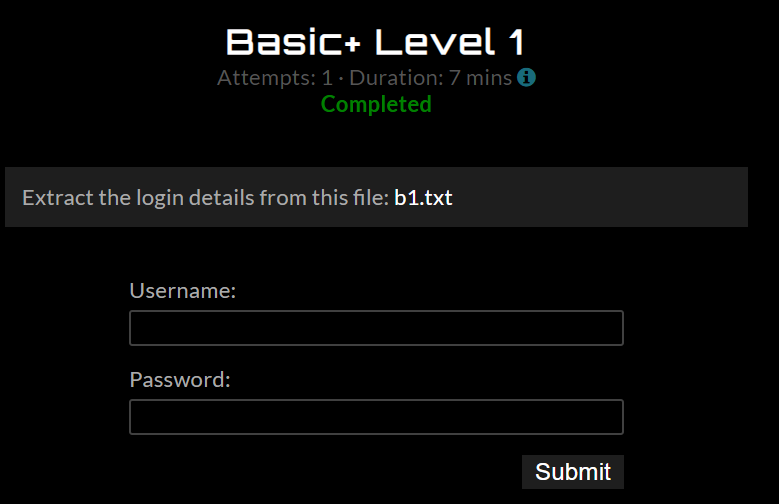 Basic+ Level 1
Attempts: 1 · Duration: 7 mins
Completed
Extract the login details from this file: b1.txt
Username:
Password:
Submit